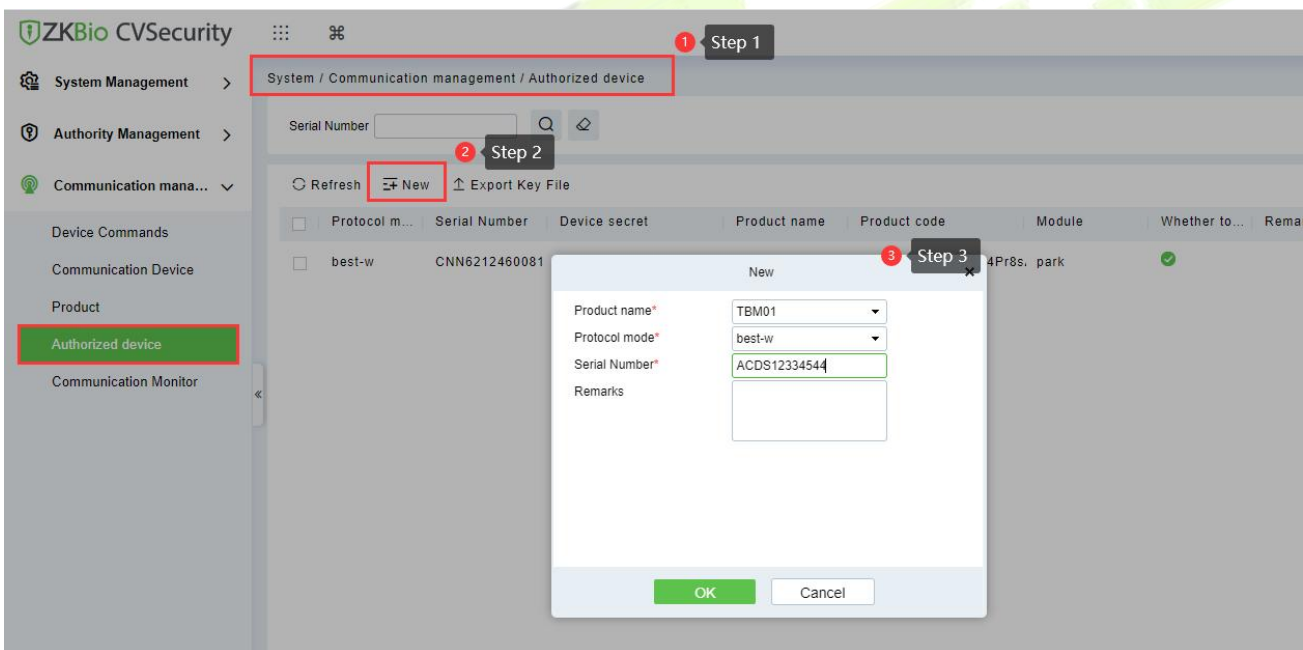 ZKBio CVSecurity
1 Step 1
System Management
System / Communication management / Authorized device
Authority Management
Serial Number
2 Step 2
Communication mana...
Refresh New Export Key File
Protocol m... Serial Number Device secret Product name Product code Module Whether to... Rema
Device Commands
best-w CNN6212460081 4Pr8s. park
3 Step 3
Communication Device
New
Product
Product name* TBM01
Protocol mode* best-w
Authorized device
Serial Number* ACDS12334544
Communication Monitor
Remarks
OK Cancel